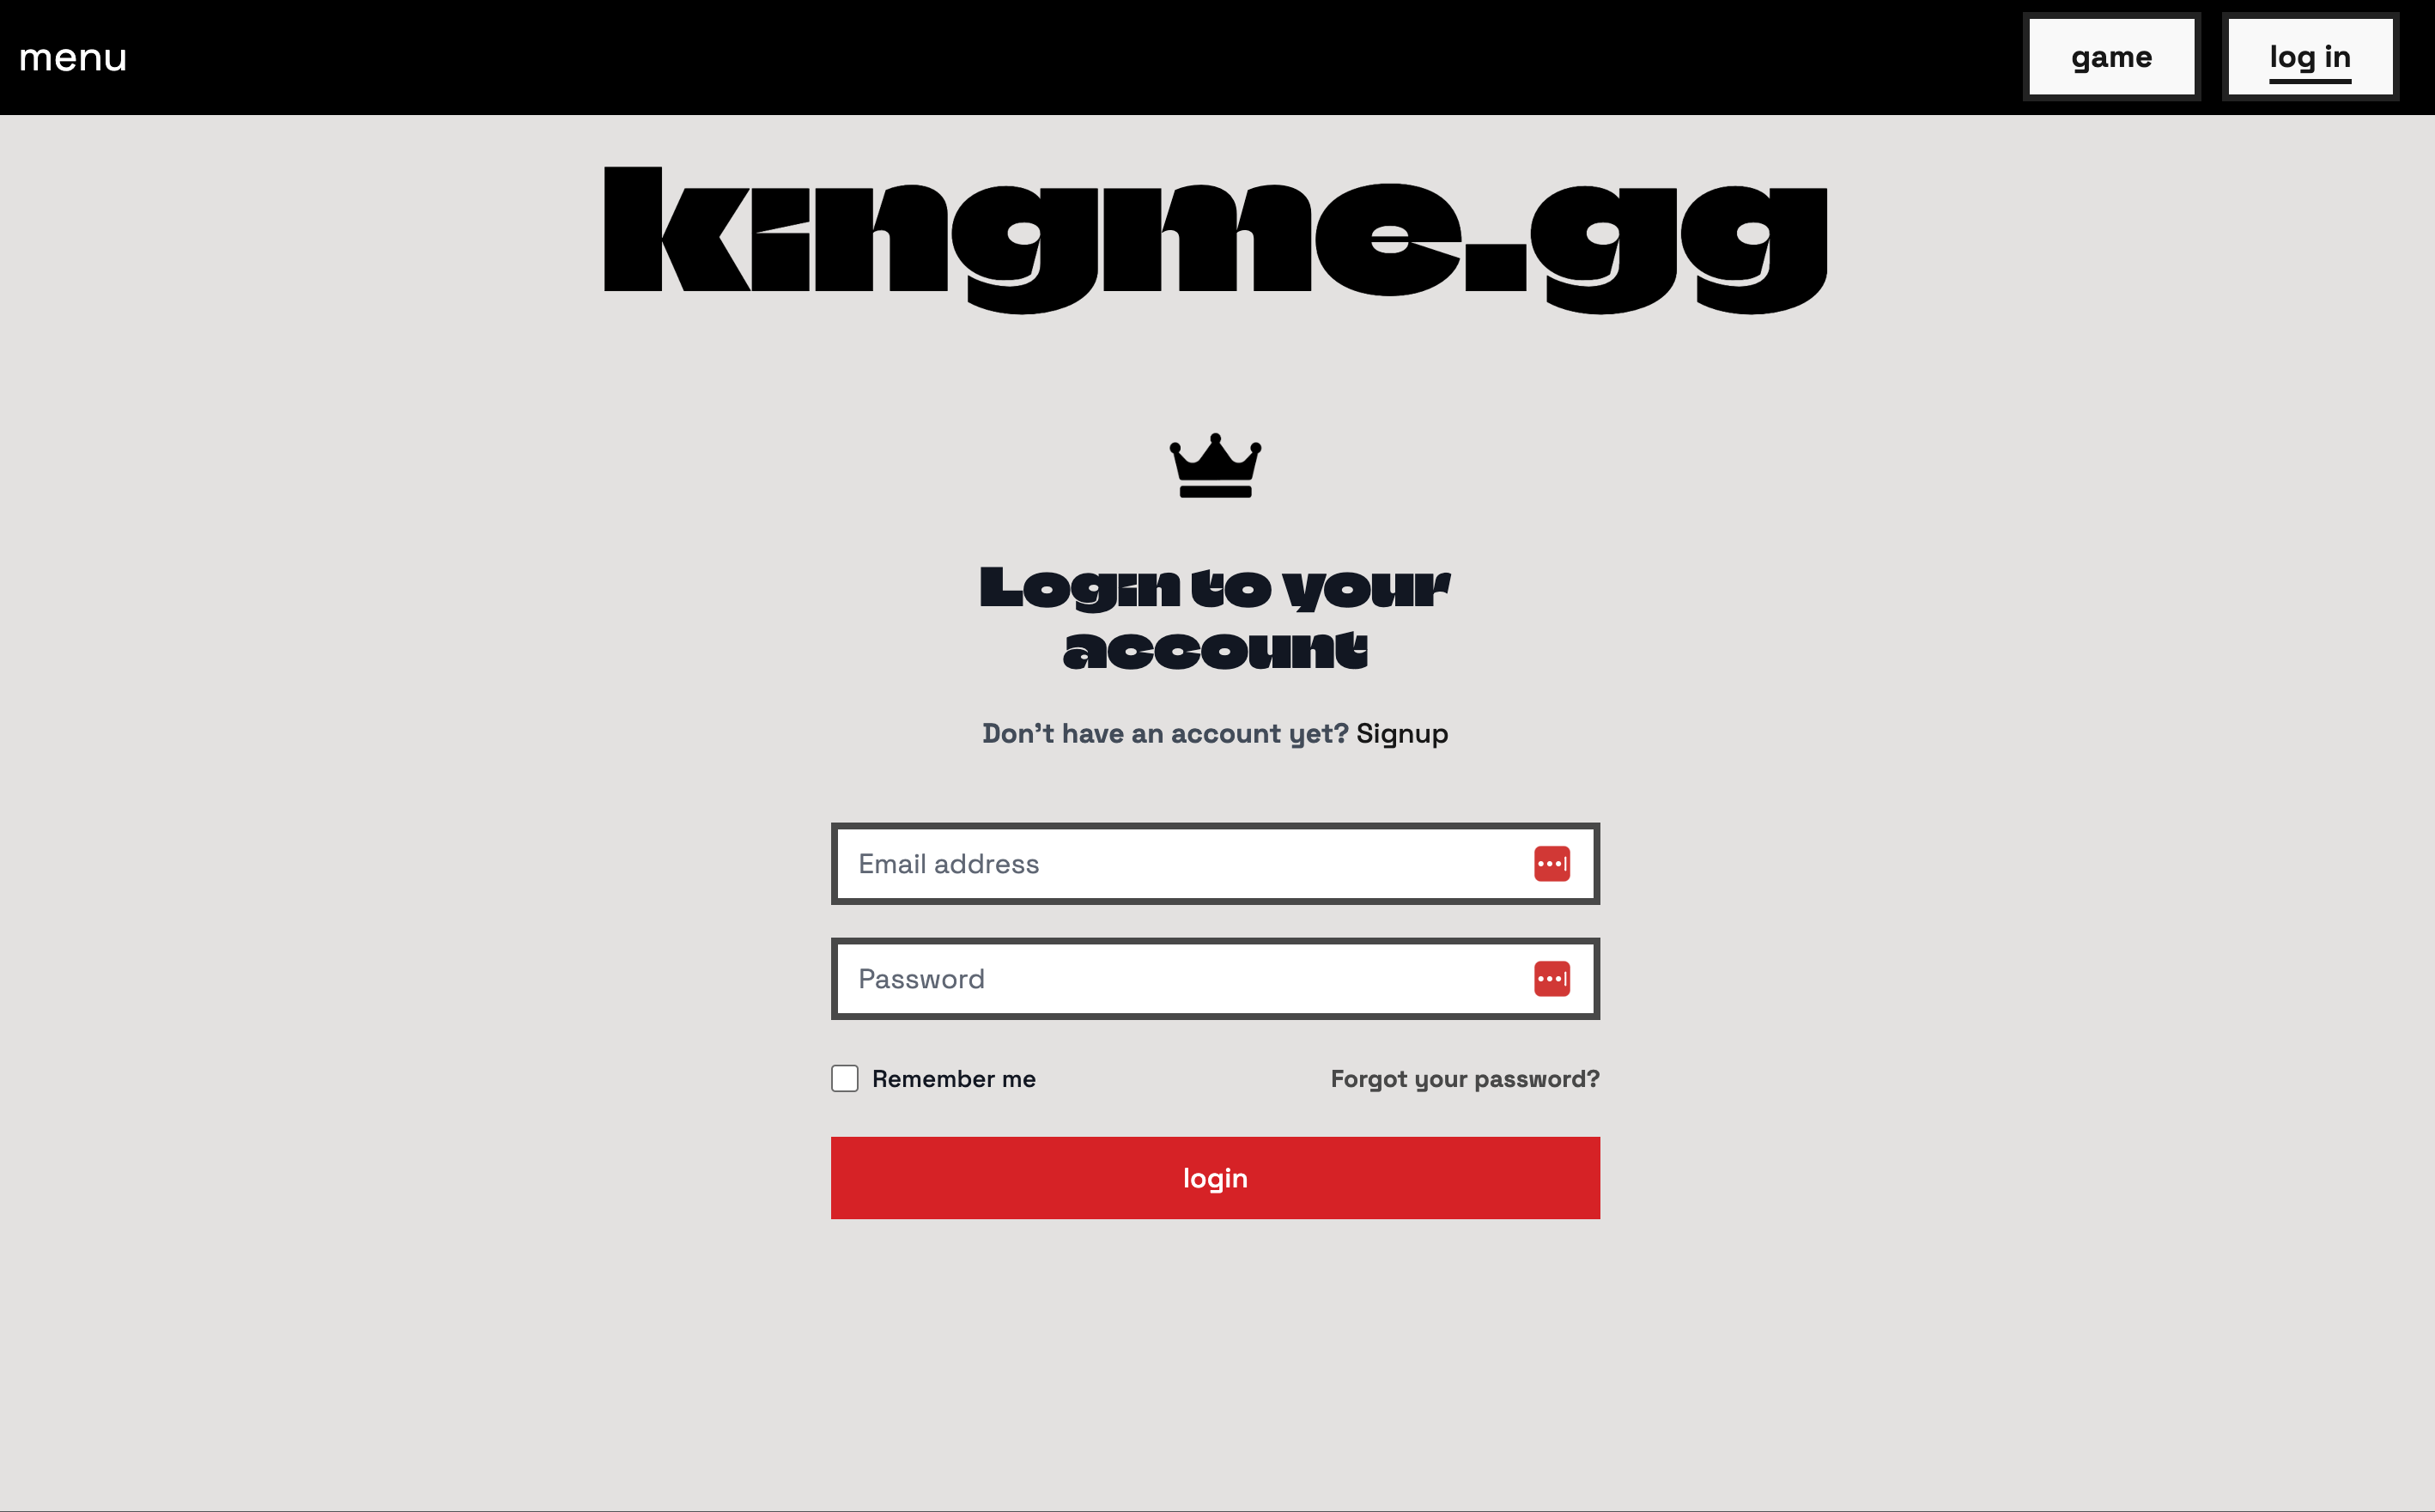 menu
game
log in
kingme.gg
Login to your
account
Don't have an account yet? Signup
Email address
Password
Remember me
Forgot your password?
login